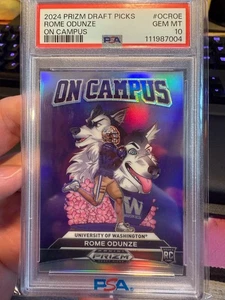 2024 PRIZM DRAFT PICKS #OCROE
ROME ODUNZE GEM MT
ON CAMPUS 10
111987004
ON CAMPUS
W
UNIVERSITY OF WASHINGTON®
ROME ODUNZE
PANINI
PRIZM
RC
PSA